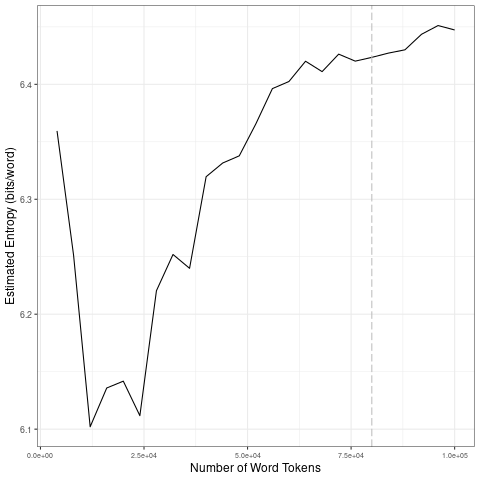 Estimated Entropy (bits/word)
6.4
6.3
6.2
6.1
0.0e+00 2.5e+04 5.0e+04 7.5e+04 1.0e+05
Number of Word Tokens